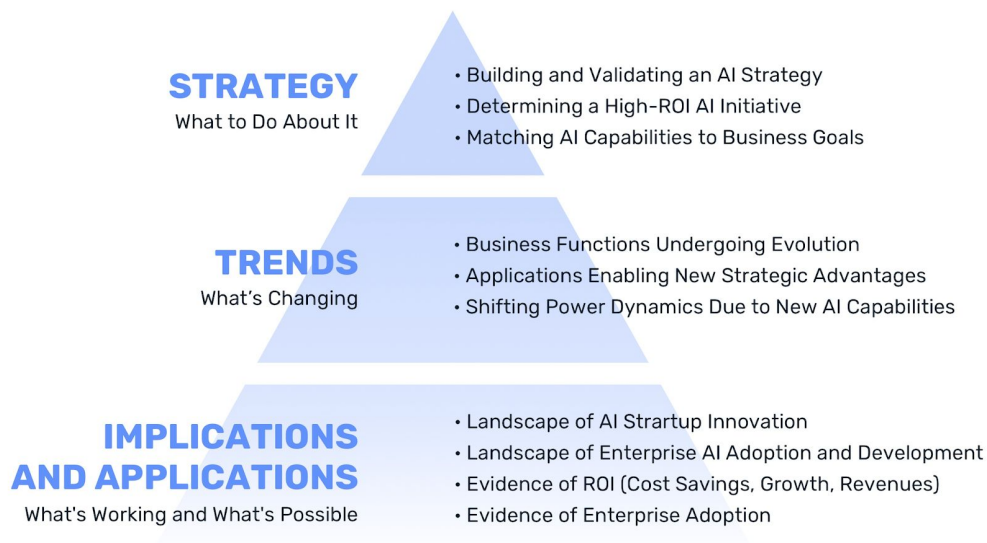 STRATEGY
What to Do About It
• Building and Validating an AI Strategy
• Determining a High-ROI AI Initiative
• Matching AI Capabilities to Business Goals
TRENDS
What’s Changing
• Business Functions Undergoing Evolution
• Applications Enabling New Strategic Advantages
• Shifting Power Dynamics Due to New AI Capabilities
IMPLICATIONS
AND APPLICATIONS
What's Working and What's Possible
• Landscape of AI Strartup Innovation
• Landscape of Enterprise AI Adoption and Development
• Evidence of ROI (Cost Savings, Growth, Revenues)
• Evidence of Enterprise Adoption